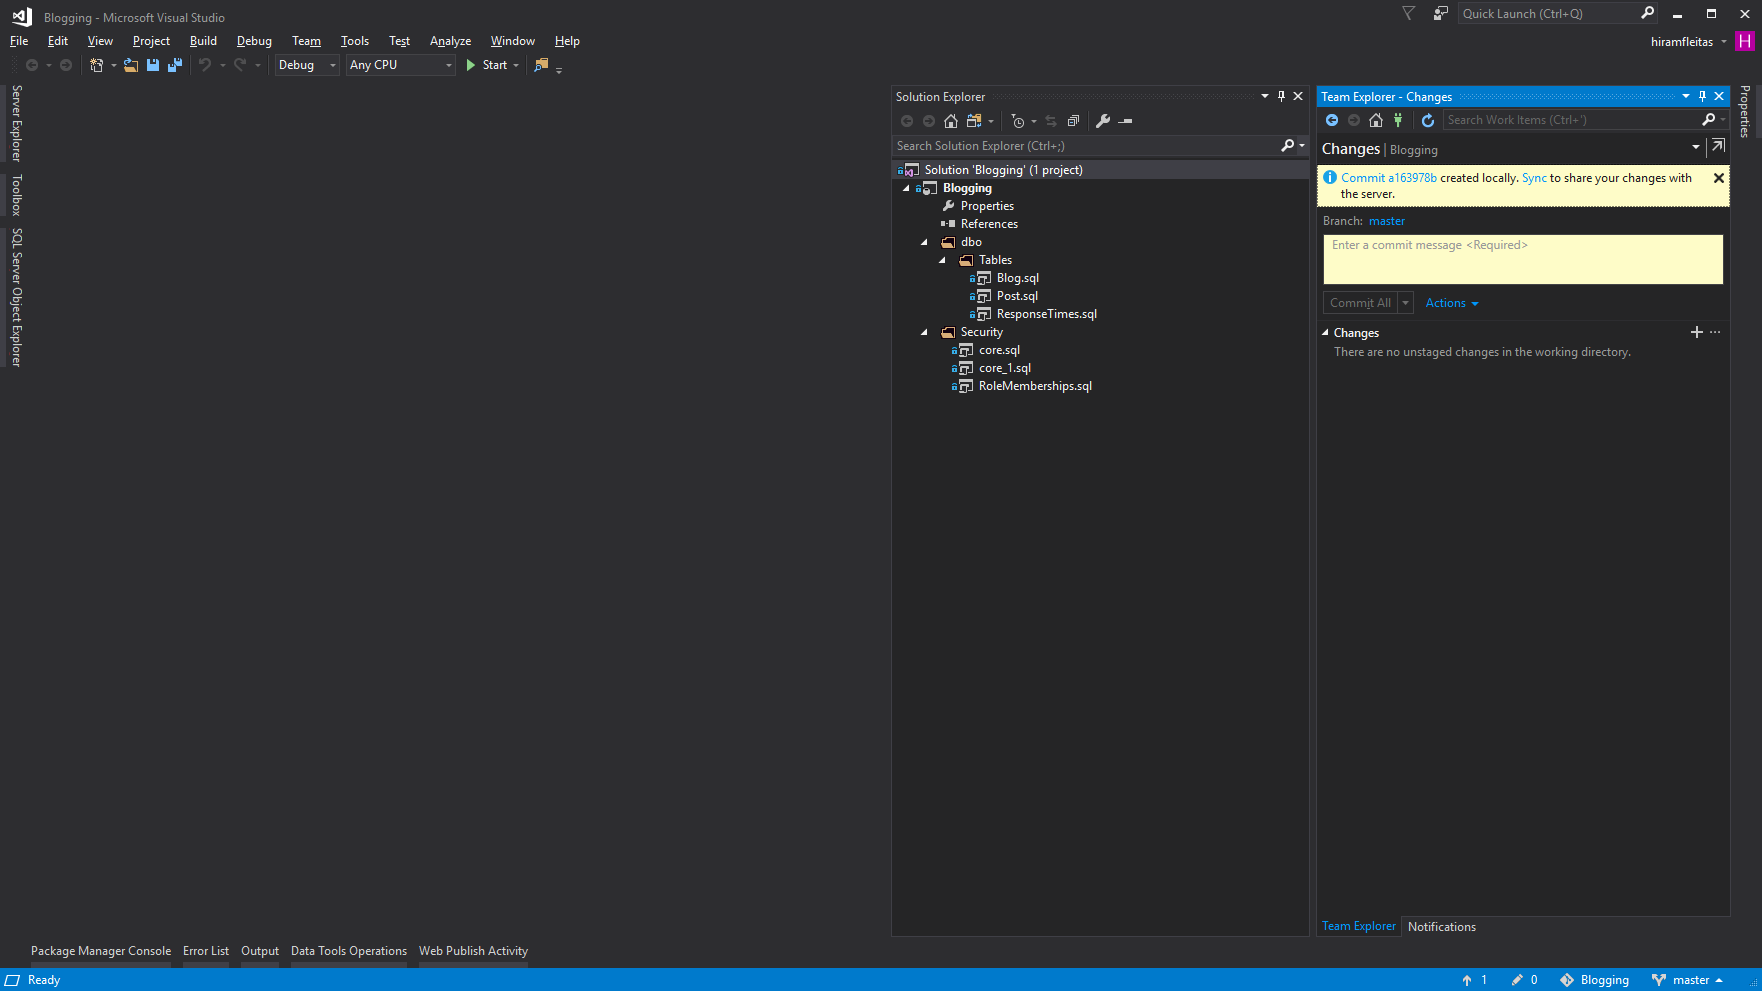 Blogging - Microsoft Visual Studio
Quick Launch (Ctrl+Q)
File Edit View Project Build Debug Team Tools Test Analyze Window Help
hiramfleitas
H
Debug Any CPU Start
Server Explorer
Toolbox
SQL Server Object Explorer
Solution Explorer
Search Solution Explorer (Ctrl+;)
Solution 'Blogging' (1 project)
Blogging
Properties
References
dbo
Tables
Blog.sql
Post.sql
ResponseTimes.sql
Security
core.sql
core_1.sql
RoleMemberships.sql
Team Explorer - Changes
Search Work Items (Ctrl+')
Changes | Blogging
Commit a163978b created locally. Sync to share your changes with
the server.
Branch: master
Enter a commit message <Required>
Commit All Actions
Changes
There are no unstaged changes in the working directory.
Team Explorer Notifications
Properties
Package Manager Console Error List Output Data Tools Operations Web Publish Activity
Ready 1 0 Blogging master